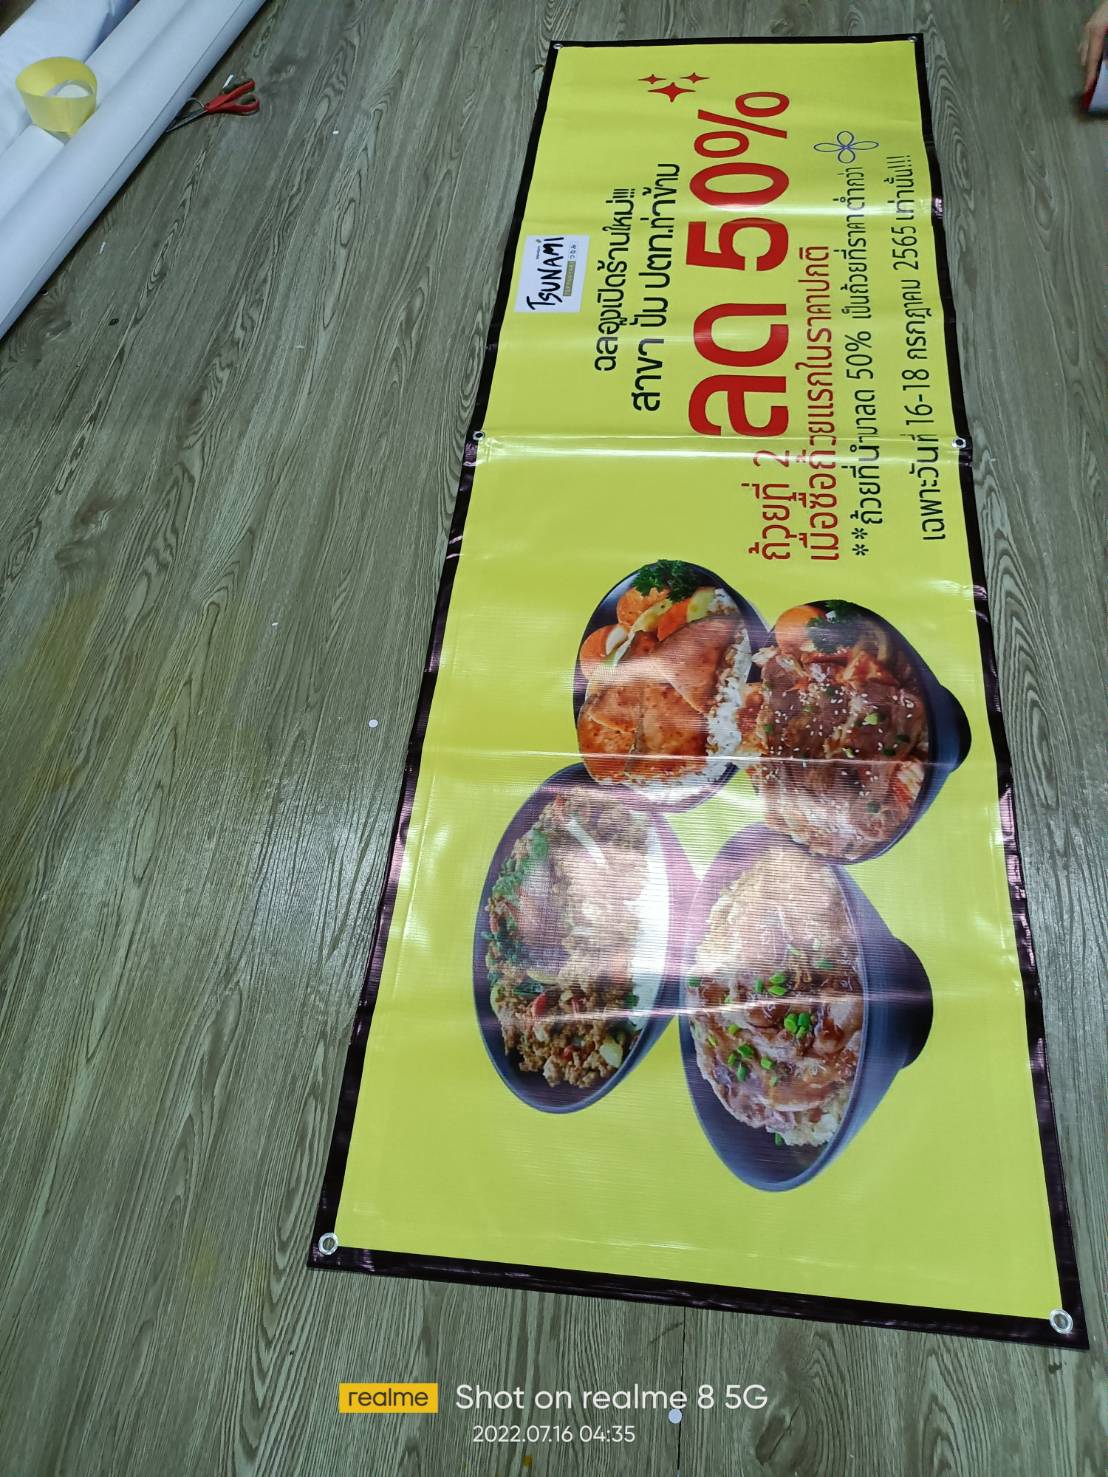 TSUNAMI
ฉลองเปิดร้านใหม่!!!
สาขา ปั๊ม ปตท.ท่าข้าม
ถ้วยที่ 2 ลด 50%
เมื่อซื้อถ้วยแรกในราคาปกติ
**ถ้วยที่นำมาลด 50% เป็นถ้วยที่ราคาต่ำกว่า
เฉพาะวันที่ 16-18 กรกฎาคม 2565 เท่านั้น!!!
realme Shot on realme 8 5G
2022.07.16 04:35